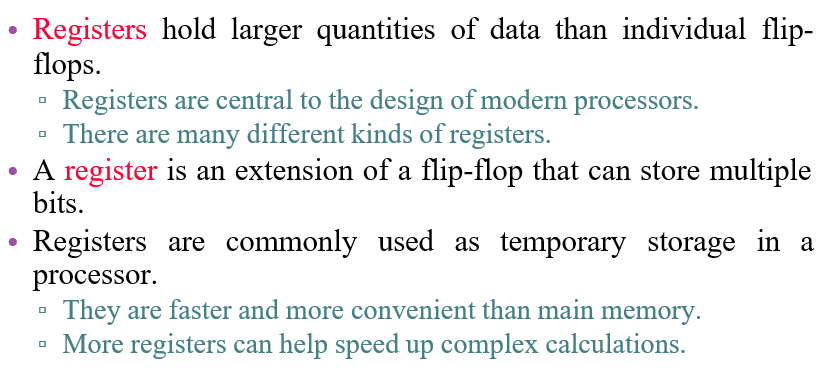 • Registers hold larger quantities of data than individual flip-
flops.
▫ Registers are central to the design of modern processors.
▫ There are many different kinds of registers.
• A register is an extension of a flip-flop that can store multiple
bits.
• Registers are commonly used as temporary storage in a
processor.
▫ They are faster and more convenient than main memory.
▫ More registers can help speed up complex calculations.